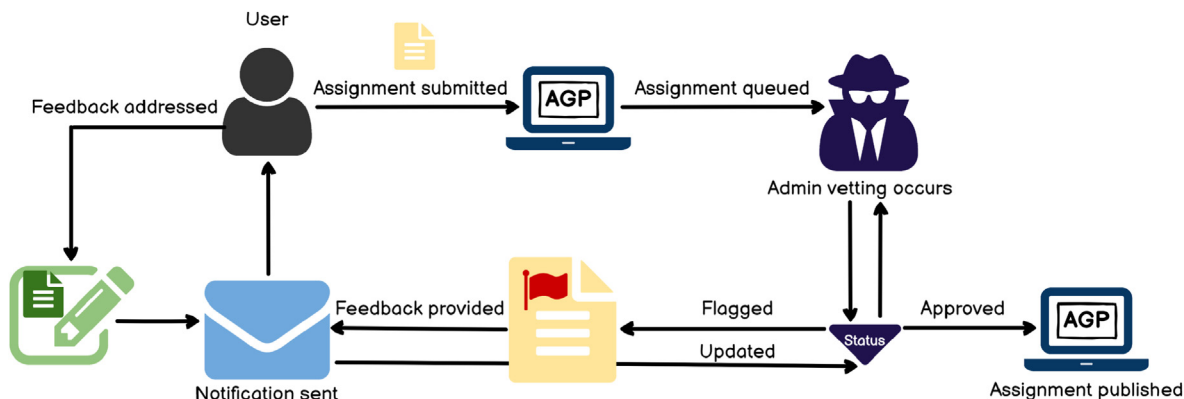 User
Assignment submitted
AGP
Assignment queued
Feedback addressed
Admin vetting occurs
Feedback provided
Flagged
Status
Approved
AGP
Updated
Notification sent
Assignment published